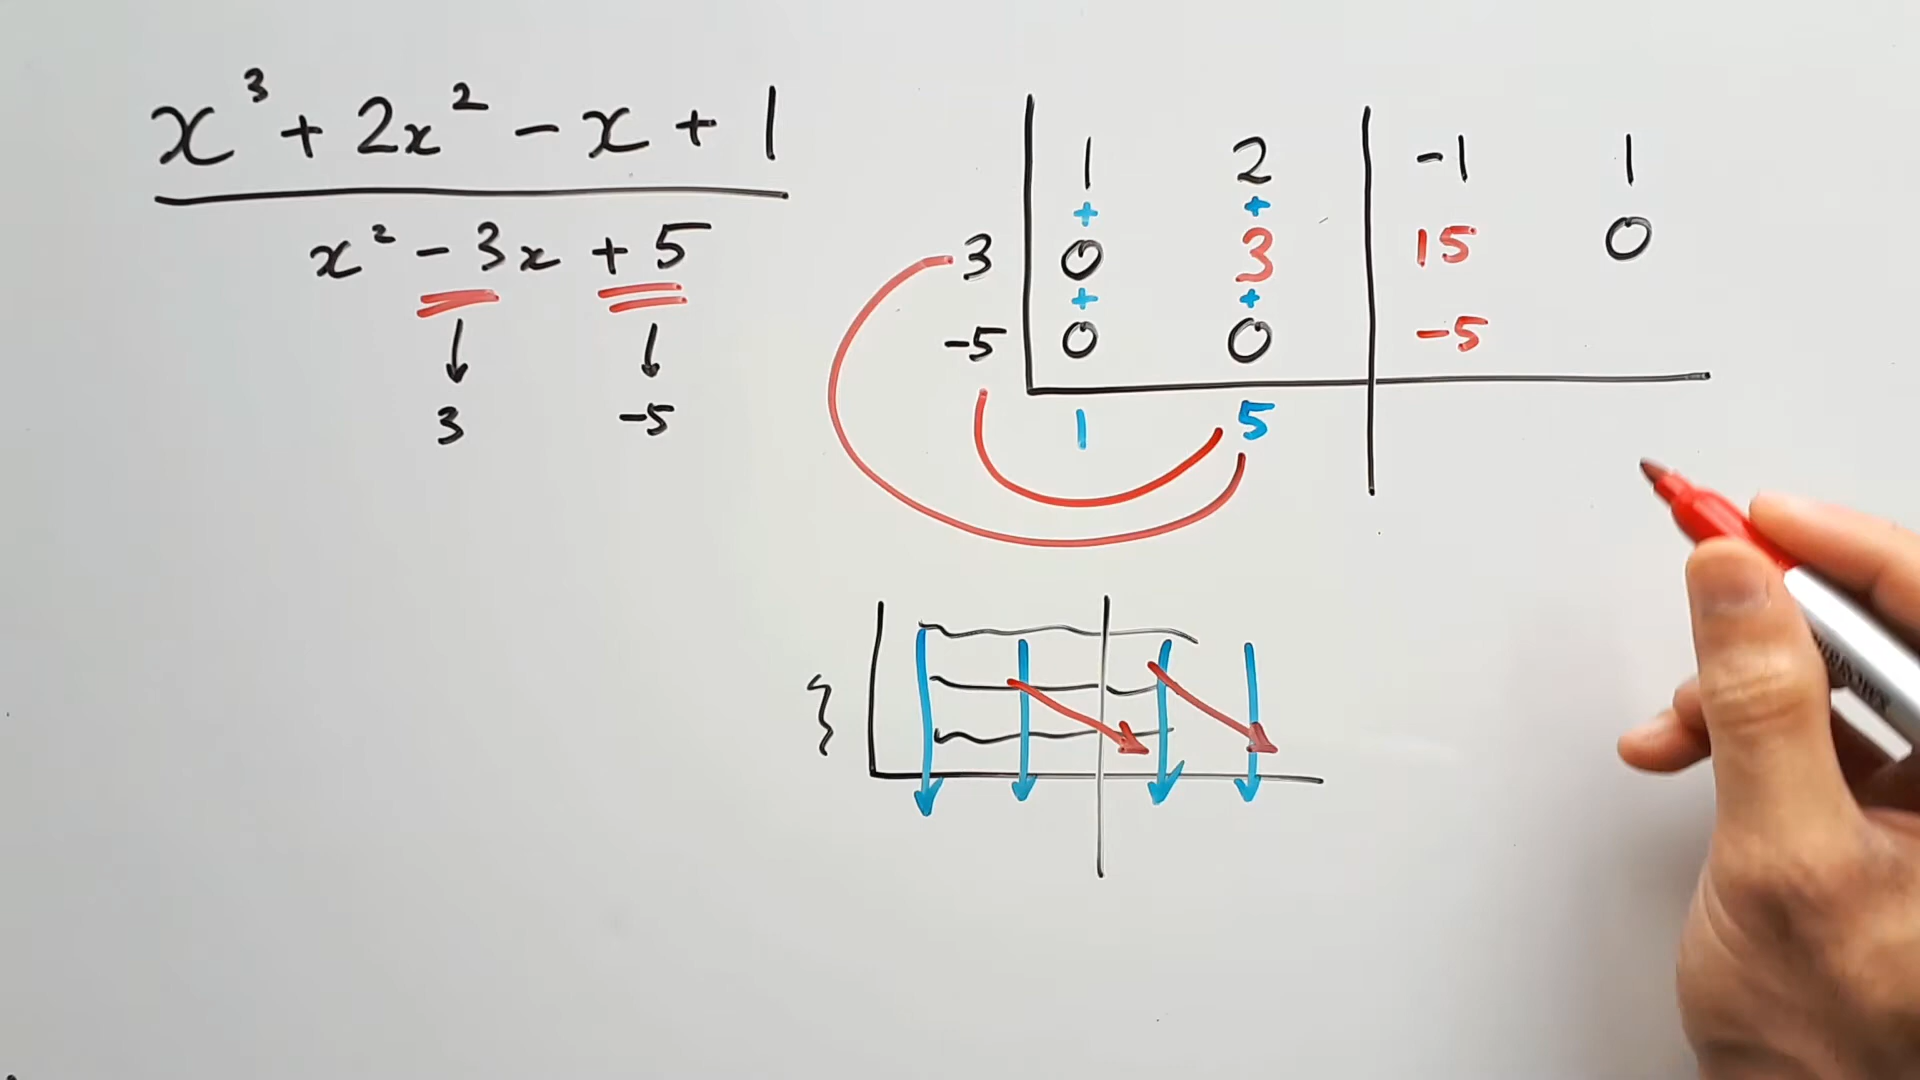 x³ + 2x² - x + 1
x² - 3x + 5
3 -5
1 2 -1 1
+ +
3 0 3 15 0
+ +
-5 0 0 -5
1 5